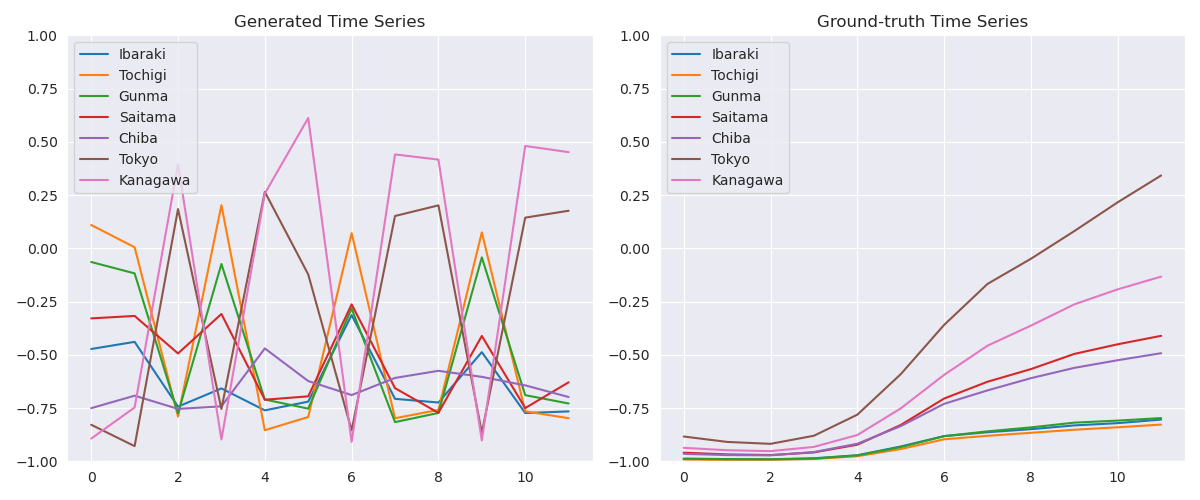 Generated Time Series
1.00
0.75
0.50
0.25
0.00
−0.25
−0.50
−0.75
−1.00
Ibaraki
Tochigi
Gunma
Saitama
Chiba
Tokyo
Kanagawa
0 2 4 6 8 10
Ground-truth Time Series
1.00
0.75
0.50
0.25
0.00
−0.25
−0.50
−0.75
−1.00
Ibaraki
Tochigi
Gunma
Saitama
Chiba
Tokyo
Kanagawa
0 2 4 6 8 10